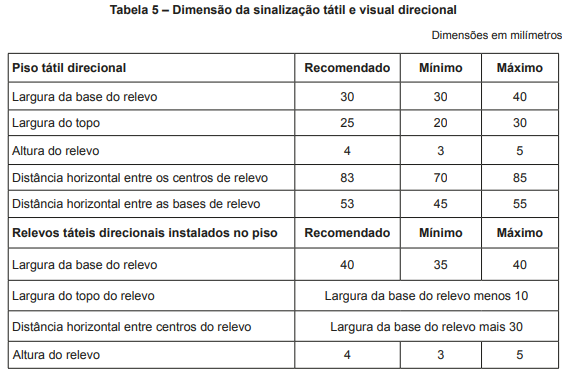 Tabela 5 – Dimensão da sinalização tátil e visual direcional
Dimensões em milímetros
Piso tátil direcional Recomendado Mínimo Máximo
Largura da base do relevo 30 30 40
Largura do topo 25 20 30
Altura do relevo 4 3 5
Distância horizontal entre os centros de relevo 83 70 85
Distância horizontal entre as bases de relevo 53 45 55
Relevos táteis direcionais instalados no piso Recomendado Mínimo Máximo
Largura da base do relevo 40 35 40
Largura do topo do relevo Largura da base do relevo menos 10
Distância horizontal entre centros do relevo Largura da base do relevo mais 30
Altura do relevo 4 3 5